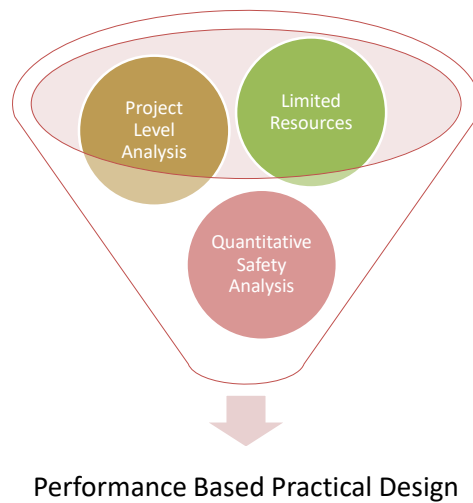 Project
Level
Analysis
Limited
Resources
Quantitative
Safety
Analysis
Performance Based Practical Design